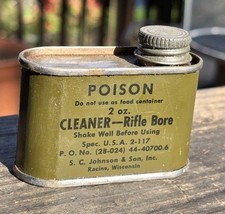 POISON
Do not use as food container
2 oz.
CLEANER—Rifle Bore
Shake Well Before Using
Spec. U.S.A. 2-117
P. O. No. (28-024) 44-40700.6
S. C. Johnson & Son, Inc.
Racine, Wisconsin